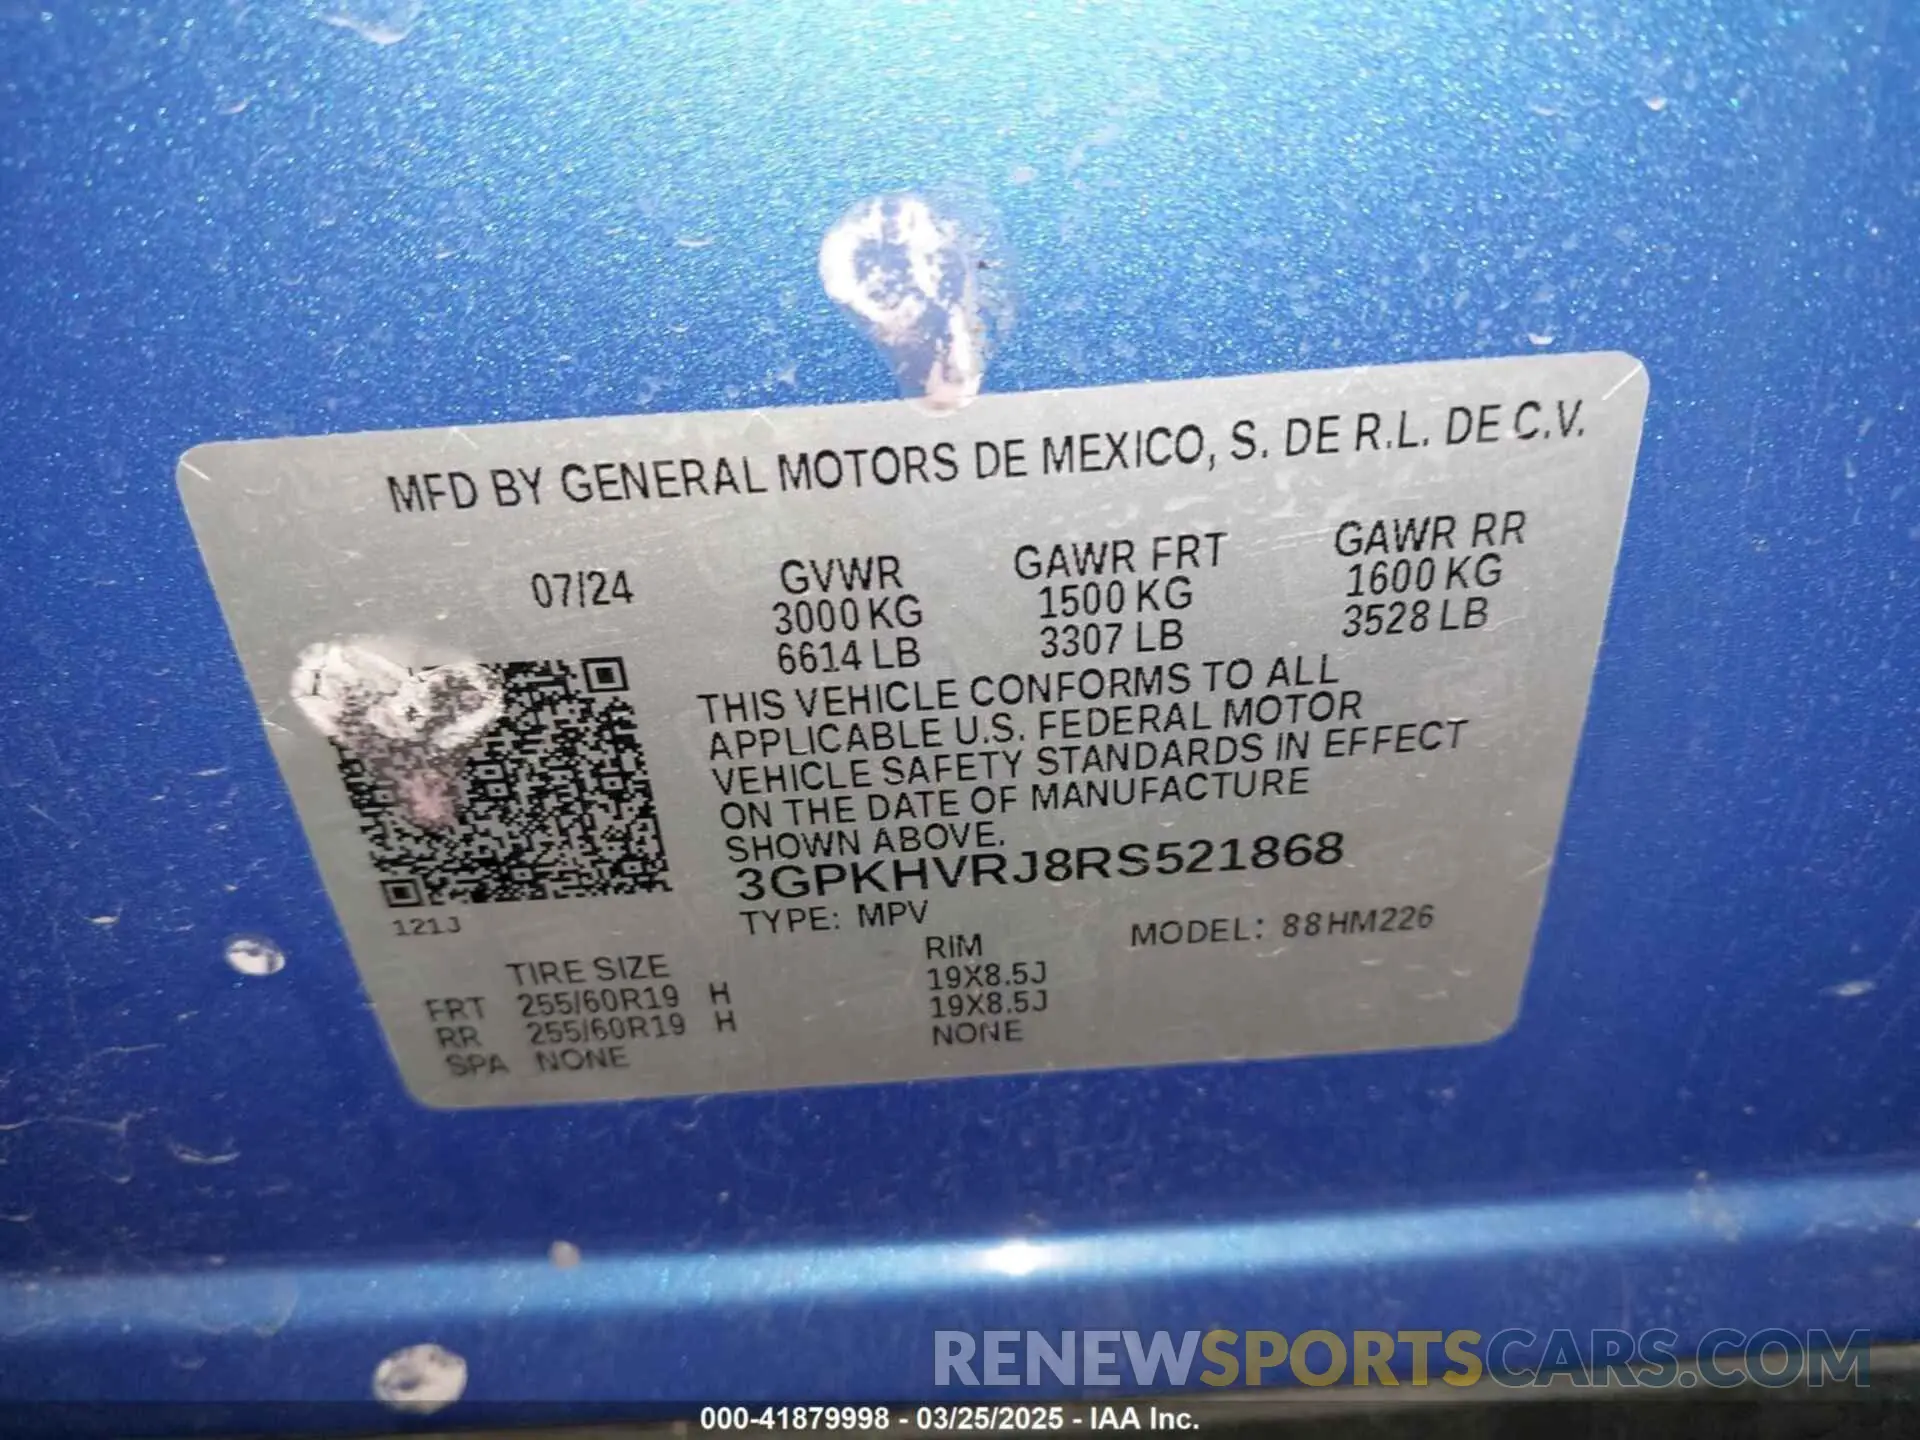 MFD BY GENERAL MOTORS DE MEXICO, S. DE R.L. DE C.V.
07/24 GVWR GAWR FRT GAWR RR
3000 KG 1500 KG 1600 KG
6614 LB 3307 LB 3528 LB
THIS VEHICLE CONFORMS TO ALL
APPLICABLE U.S. FEDERAL MOTOR
VEHICLE SAFETY STANDARDS IN EFFECT
ON THE DATE OF MANUFACTURE
SHOWN ABOVE.
3GPKHVRJ8RS521868
121J TYPE: MPV MODEL: 88HM226
TIRE SIZE RIM
FRT 255/60R19 H 19X8.5J
RR 255/60R19 H 19X8.5J
SPA NONE NONE
RENEWSPORTSCARS.COM
000-41879998 - 03/25/2025 - IAA Inc.